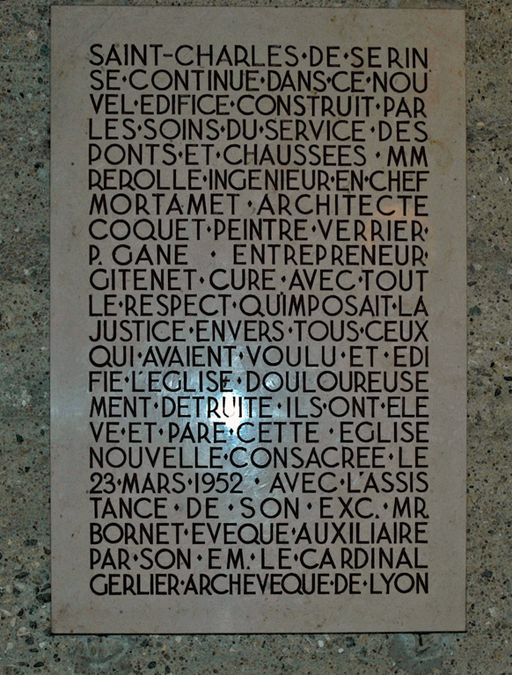 SAINT-CHARLES·DE·SERIN
SE·CONTINUE·DANS·CE·NOU
VEL·EDIFICE·CONSTRUIT·PAR
LES·SOINS·DU·SERVICE·DES
PONTS·ET·CHAUSSEES·MM
REROLLE·INGENIEUR·EN·CHEF
MORTAMET·ARCHITECTE
COQUET·PEINTRE·VERRIER·
P. GANE · ENTREPRENEUR·
GITENET·CURE·AVEC·TOUT
LE·RESPECT·QU'IMPOSAIT·LA
JUSTICE·ENVERS·TOUS·CEUX
QUI·AVAIENT·VOULU·ET·EDI
FIE·L'EGLISE·DOULOUREUSE
MENT·DETRUITE·ILS·ONT·ELE
VE·ET·PARE·CETTE·EGLISE
NOUVELLE·CONSACREE·LE
23·MARS·1952·AVEC·L'ASSIS
TANCE·DE·SON·EXC. MR
BORNET·EVEQUE·AUXILIAIRE
PAR·SON·EM. LE·CARDINAL
GERLIER·ARCHEVEQUE·DE·LYON